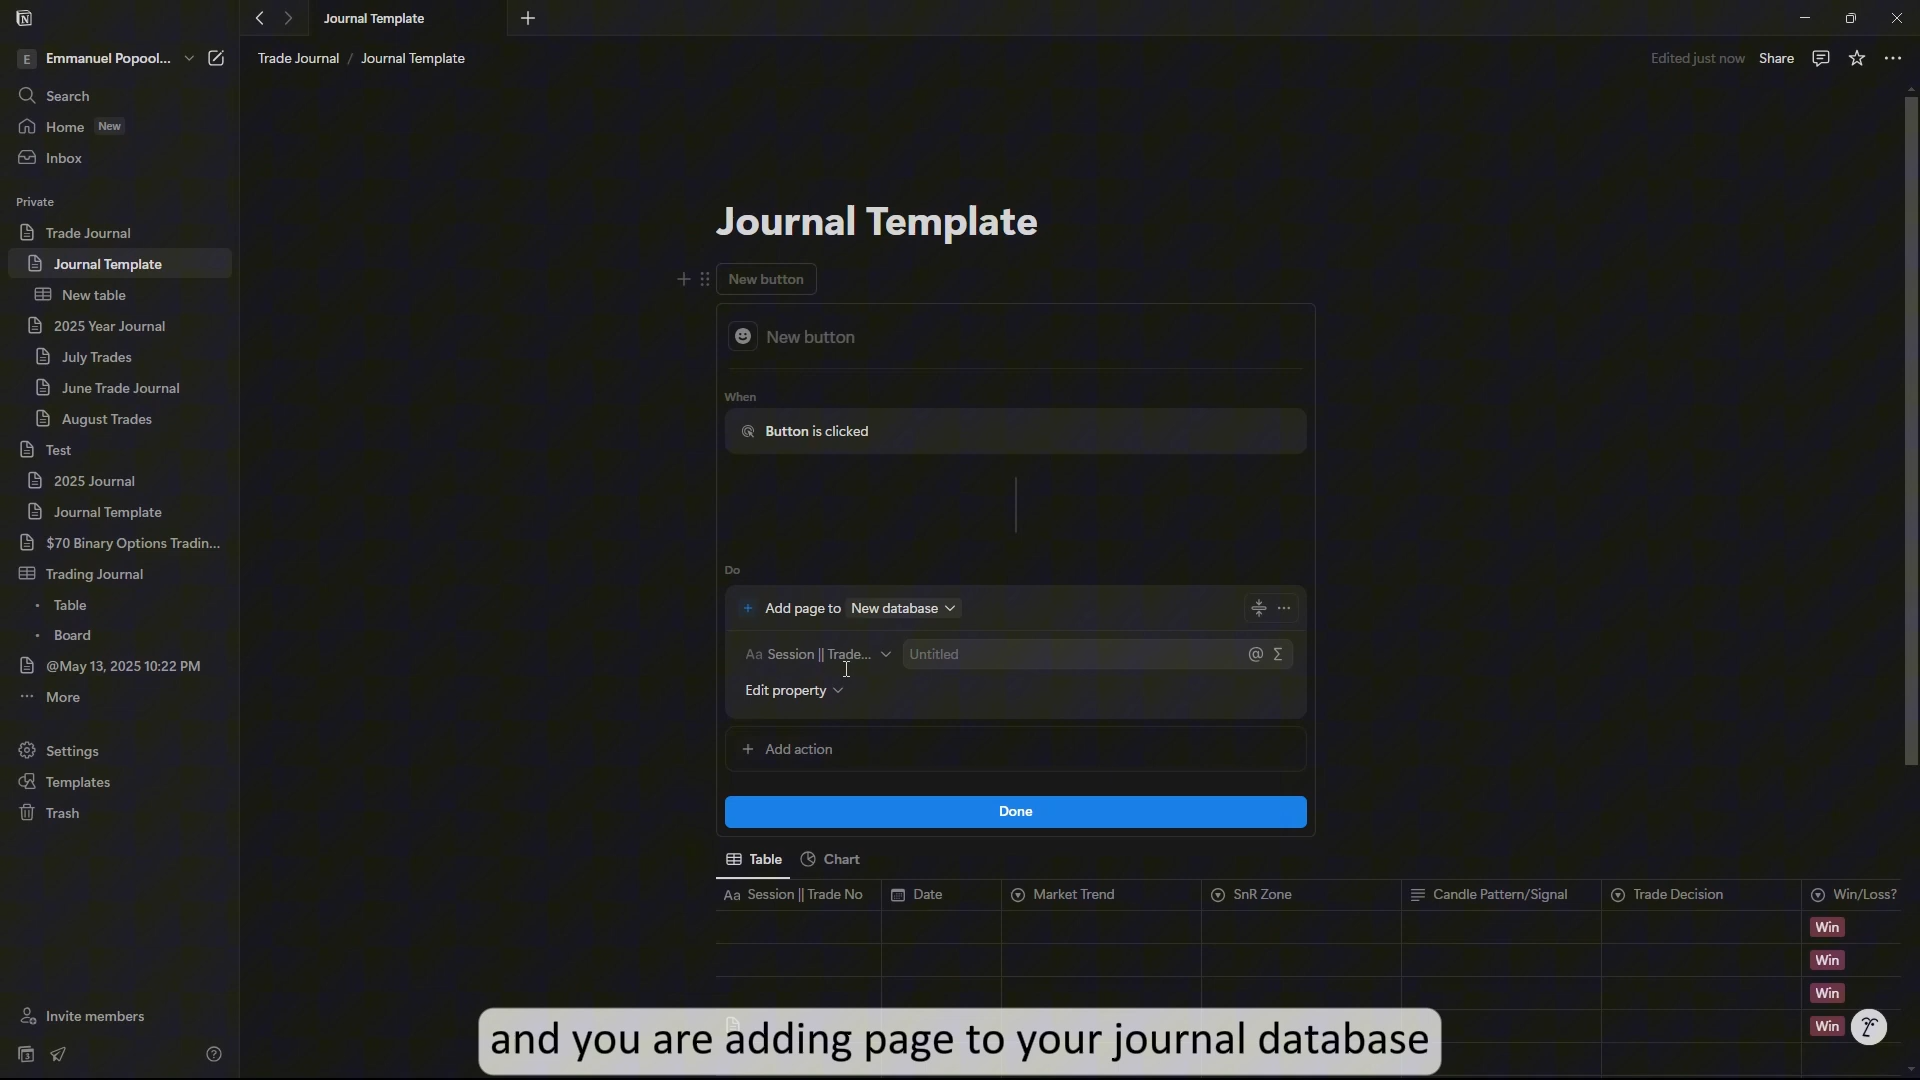 Journal Template
Emmanuel Popool...
Trade Journal / Journal Template
Edited just now
Share
Search
Home New
Inbox
Private
Trade Journal
Journal Template
New table
2025 Year Journal
July Trades
June Trade Journal
August Trades
Test
2025 Journal
Journal Template
$70 Binary Options Tradin...
Trading Journal
Table
Board
@May 13, 2025 10:22 PM
More
Settings
Templates
Trash
Invite members
Journal Template
New button
New button
When
Button is clicked
Do
Add page to New database
Aa Session || Trade...
Untitled
Edit property
Add action
Done
Table
Chart
Aa Session || Trade No
Date
Market Trend
SnR Zone
Candle Pattern/Signal
Trade Decision
Win/Loss?
Win
Win
Win
Win
and you are adding page to your journal database